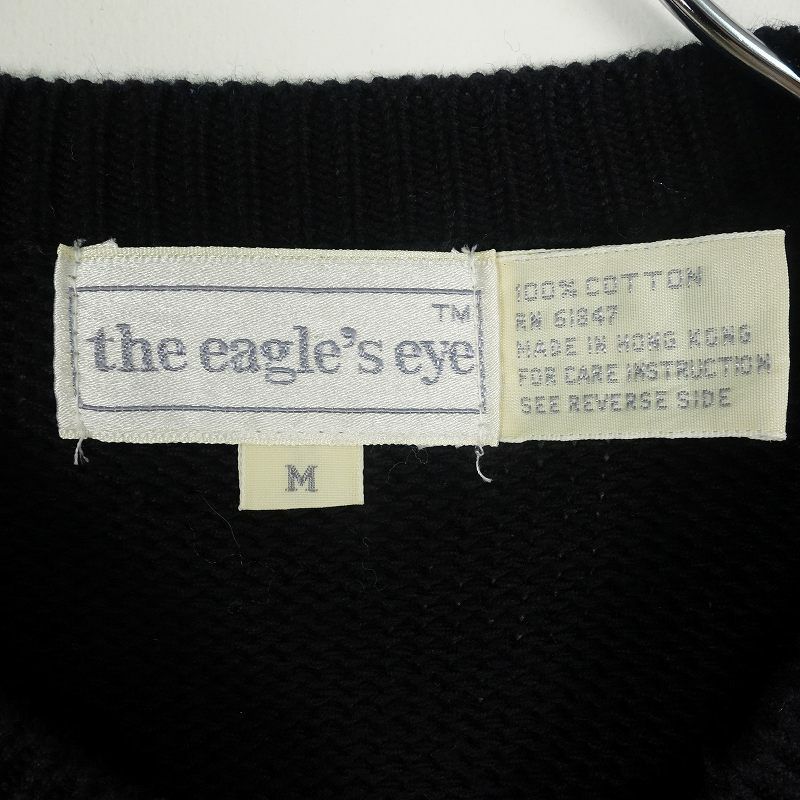 the eagle's eye™
M
100% COTTON
RN 61847
MADE IN HONG KONG
FOR CARE INSTRUCTION
SEE REVERSE SIDE